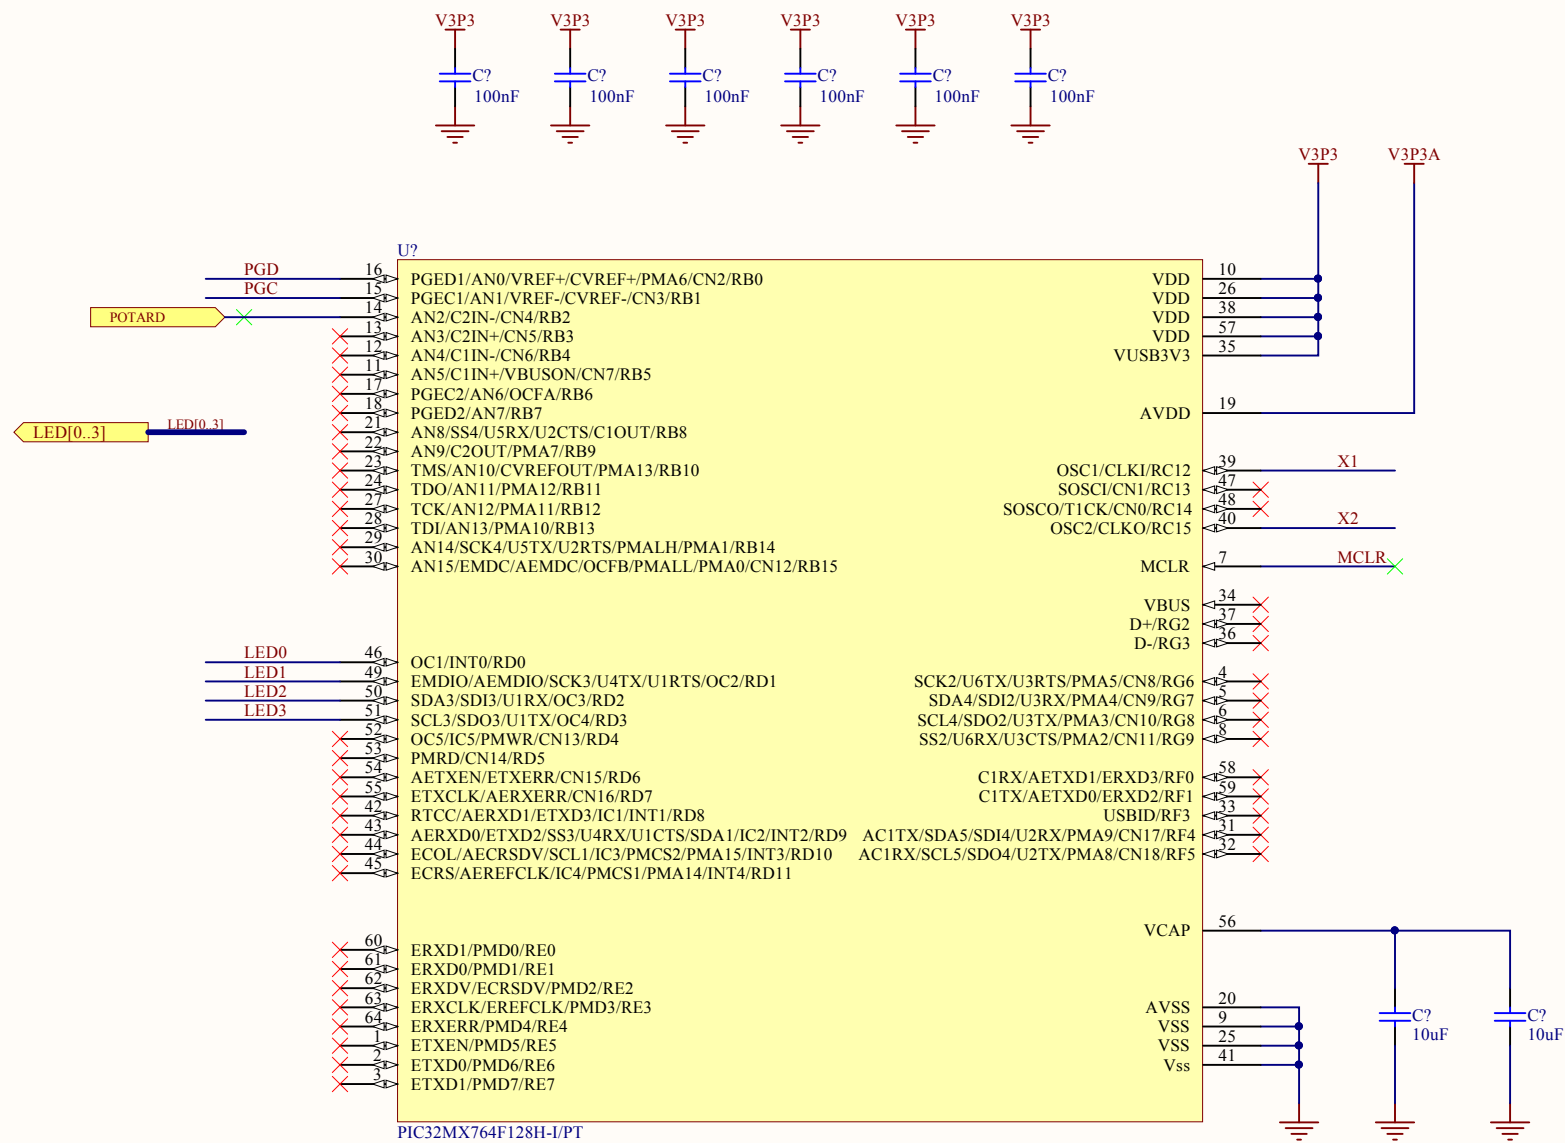 V3P3 V3P3 V3P3 V3P3 V3P3 V3P3
C? C? C? C? C? C?
100nF 100nF 100nF 100nF 100nF 100nF
V3P3 V3P3A
U?
PGD 16 PGED1/AN0/VREF+/CVREF+/PMA6/CN2/RB0 VDD 10
PGC 15 PGEC1/AN1/VREF-/CVREF-/CN3/RB1 VDD 26
POTARD 14 AN2/C2IN-/CN4/RB2 VDD 38
13 AN3/C2IN+/CN5/RB3 VDD 57
12 AN4/C1IN-/CN6/RB4 VUSB3V3 35
11 AN5/C1IN+/VBUSON/CN7/RB5
17 PGEC2/AN6/OCFA/RB6
18 PGED2/AN7/RB7 AVDD 19
LED[0..3] LED[0..3] 21 AN8/SS4/U5RX/U2CTS/C1OUT/RB8
22 AN9/C2OUT/PMA7/RB9
23 TMS/AN10/CVREFOUT/PMA13/RB10 OSC1/CLKI/RC12 39 X1
24 TDO/AN11/PMA12/RB11 SOSCI/CN1/RC13 47
27 TCK/AN12/PMA11/RB12 SOSCO/T1CK/CN0/RC14 48
28 TDI/AN13/PMA10/RB13 OSC2/CLKO/RC15 40 X2
29 AN14/SCK4/U5TX/U2RTS/PMALH/PMA1/RB14
30 AN15/EMDC/AEMDC/OCFB/PMALL/PMA0/CN12/RB15 MCLR 7 MCLR
VBUS 34
D+/RG2 37
D-/RG3 36
LED0 46 OC1/INT0/RD0
LED1 49 EMDIO/AEMDIO/SCK3/U4TX/U1RTS/OC2/RD1 SCK2/U6TX/U3RTS/PMA5/CN8/RG6 4
LED2 50 SDA3/SDI3/U1RX/OC3/RD2 SDA4/SDI2/U3RX/PMA4/CN9/RG7 5
LED3 51 SCL3/SDO3/U1TX/OC4/RD3 SCL4/SDO2/U3TX/PMA3/CN10/RG8 6
52 OC5/IC5/PMWR/CN13/RD4 SS2/U6RX/U3CTS/PMA2/CN11/RG9 8
53 PMRD/CN14/RD5
54 AETXEN/ETXERR/CN15/RD6 C1RX/AETXD1/ERXD3/RF0 58
55 ETXCLK/AERXERR/CN16/RD7 C1TX/AETXD0/ERXD2/RF1 59
42 RTCC/AERXD1/ETXD3/IC1/INT1/RD8 USBID/RF3 33
43 AERXD0/ETXD2/SS3/U4RX/U1CTS/SDA1/IC2/INT2/RD9 AC1TX/SDA5/SDI4/U2RX/PMA9/CN17/RF4 31
44 ECOL/AECRSDV/SCL1/IC3/PMCS2/PMA15/INT3/RD10 AC1RX/SCL5/SDO4/U2TX/PMA8/CN18/RF5 32
45 ECRS/AEREFCLK/IC4/PMCS1/PMA14/INT4/RD11
VCAP 56
60 ERXD1/PMD0/RE0
61 ERXD0/PMD1/RE1
62 ERXDV/ECRSDV/PMD2/RE2
63 ERXCLK/EREFCLK/PMD3/RE3 AVSS 20 C? C?
64 ERXERR/PMD4/RE4 VSS 9 10uF 10uF
1 ETXEN/PMD5/RE5 VSS 25
2 ETXD0/PMD6/RE6 Vss 41
3 ETXD1/PMD7/RE7
PIC32MX764F128H-I/PT